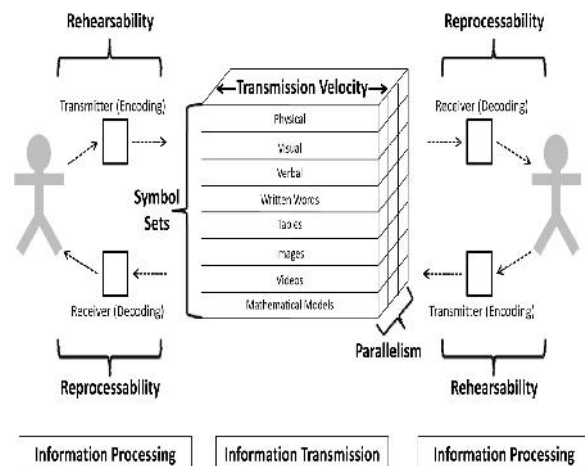 Rehearsability
Reprocessability
Transmission Velocity
Transmitter (Encoding)
Receiver (Decoding)
Physical
Visual
Verbal
Written Words
Tables
Images
Videos
Mathematical Models
Symbol
Sets
Receiver (Decoding)
Transmitter (Encoding)
Parallelism
Reprocessability
Rehearsability
Information Processing
Information Transmission
Information Processing